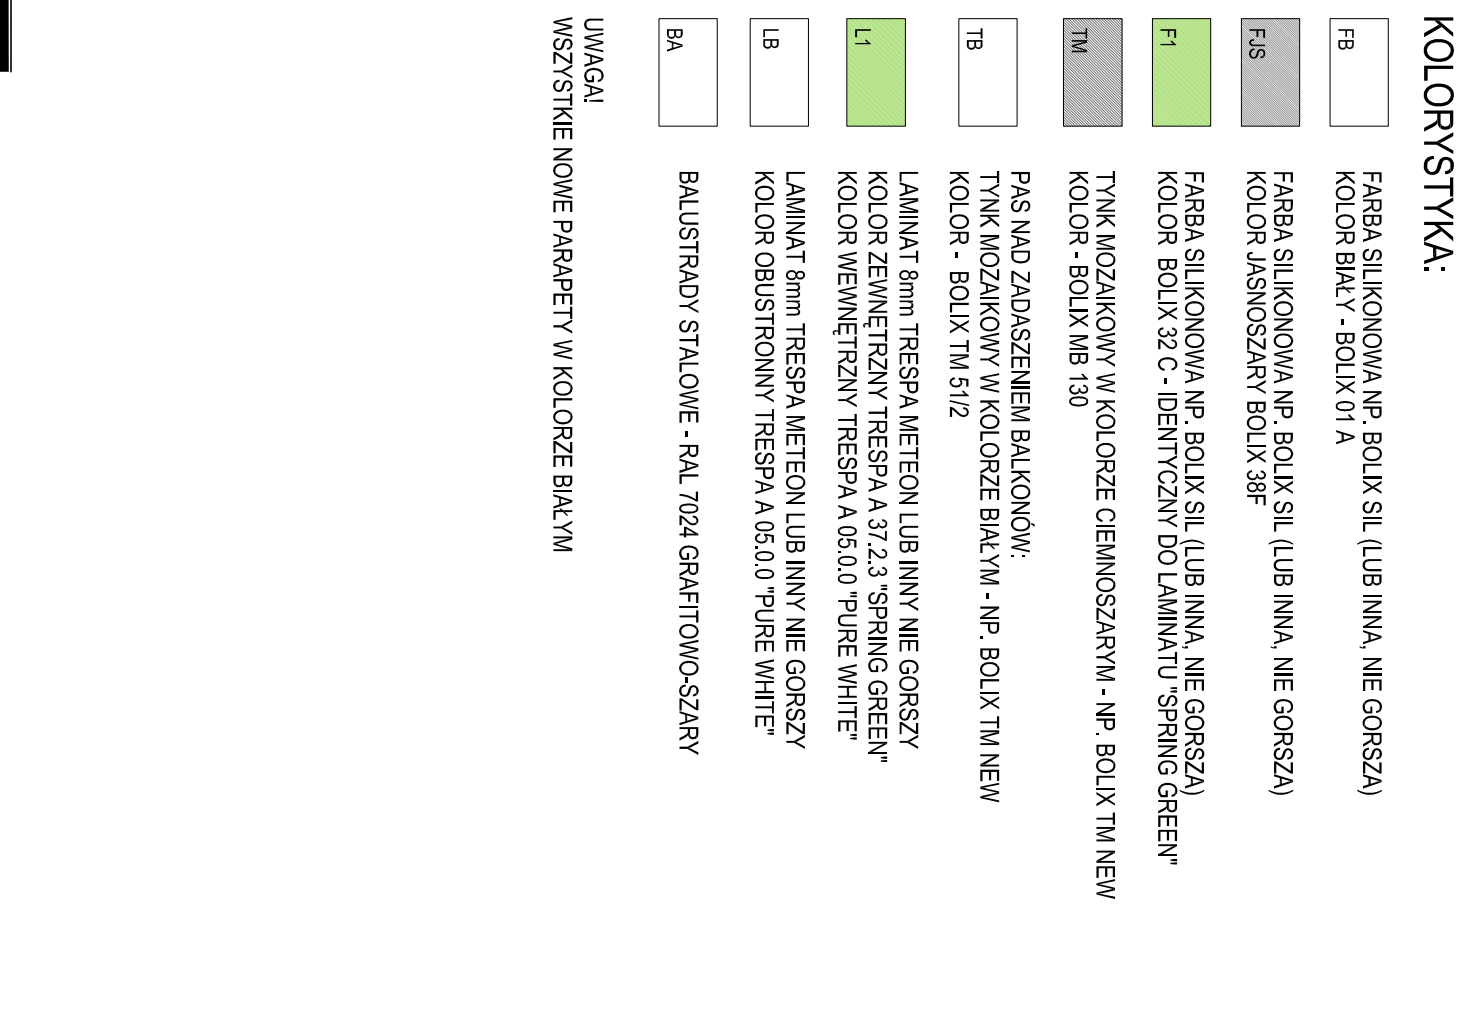 KOLORYSTYKA:
FB
FARBA SILIKONOWA NP. BOLIX SIL (LUB INNA, NIE GORSZA)
KOLOR BIAŁY - BOLIX 01 A
FJS
FARBA SILIKONOWA NP. BOLIX SIL (LUB INNA, NIE GORSZA)
KOLOR JASNOSZARY BOLIX 38F
F1
FARBA SILIKONOWA NP. BOLIX SIL (LUB INNA, NIE GORSZA)
KOLOR BOLIX 32 C - IDENTYCZNY DO LAMINATU "SPRING GREEN"
TM
TYNK MOZAIKOWY W KOLORZE CIEMNOSZARYM - NP. BOLIX TM NEW
KOLOR - BOLIX MB 130
TB
PAS NAD ZADASZENIEM BALKONÓW:
TYNK MOZAIKOWY W KOLORZE BIAŁYM - NP. BOLIX TM NEW
KOLOR - BOLIX TM 51/2
L1
LAMINAT 8mm TRESPA METEON LUB INNY NIE GORSZY
KOLOR ZEWNĘTRZNY TRESPA A 37.2.3 "SPRING GREEN"
KOLOR WEWNĘTRZNY TRESPA A 05.0.0 "PURE WHITE"
LB
LAMINAT 8mm TRESPA METEON LUB INNY NIE GORSZY
KOLOR OBUSTRONNY TRESPA A 05.0.0 "PURE WHITE"
BA
BALUSTRADY STALOWE - RAL 7024 GRAFITOWO-SZARY
UWAGA!
WSZYSTKIE NOWE PARAPETY W KOLORZE BIAŁYM